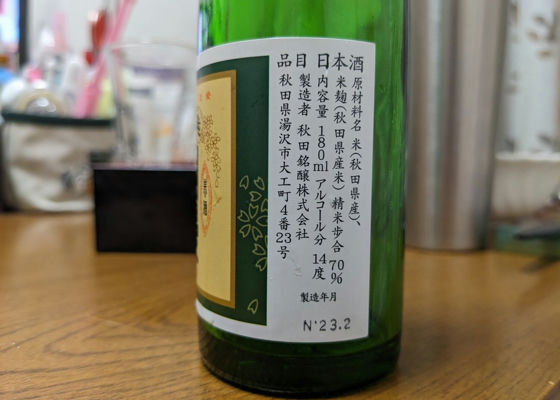 品目 日本酒
原材料名 米(秋田県産)、
米麹(秋田県産米) 精米歩合 70%
内容量 180ml アルコール分 14度
製造者 秋田銘醸株式会社
秋田県湯沢市大工町4番23号
製造年月
N'23.2